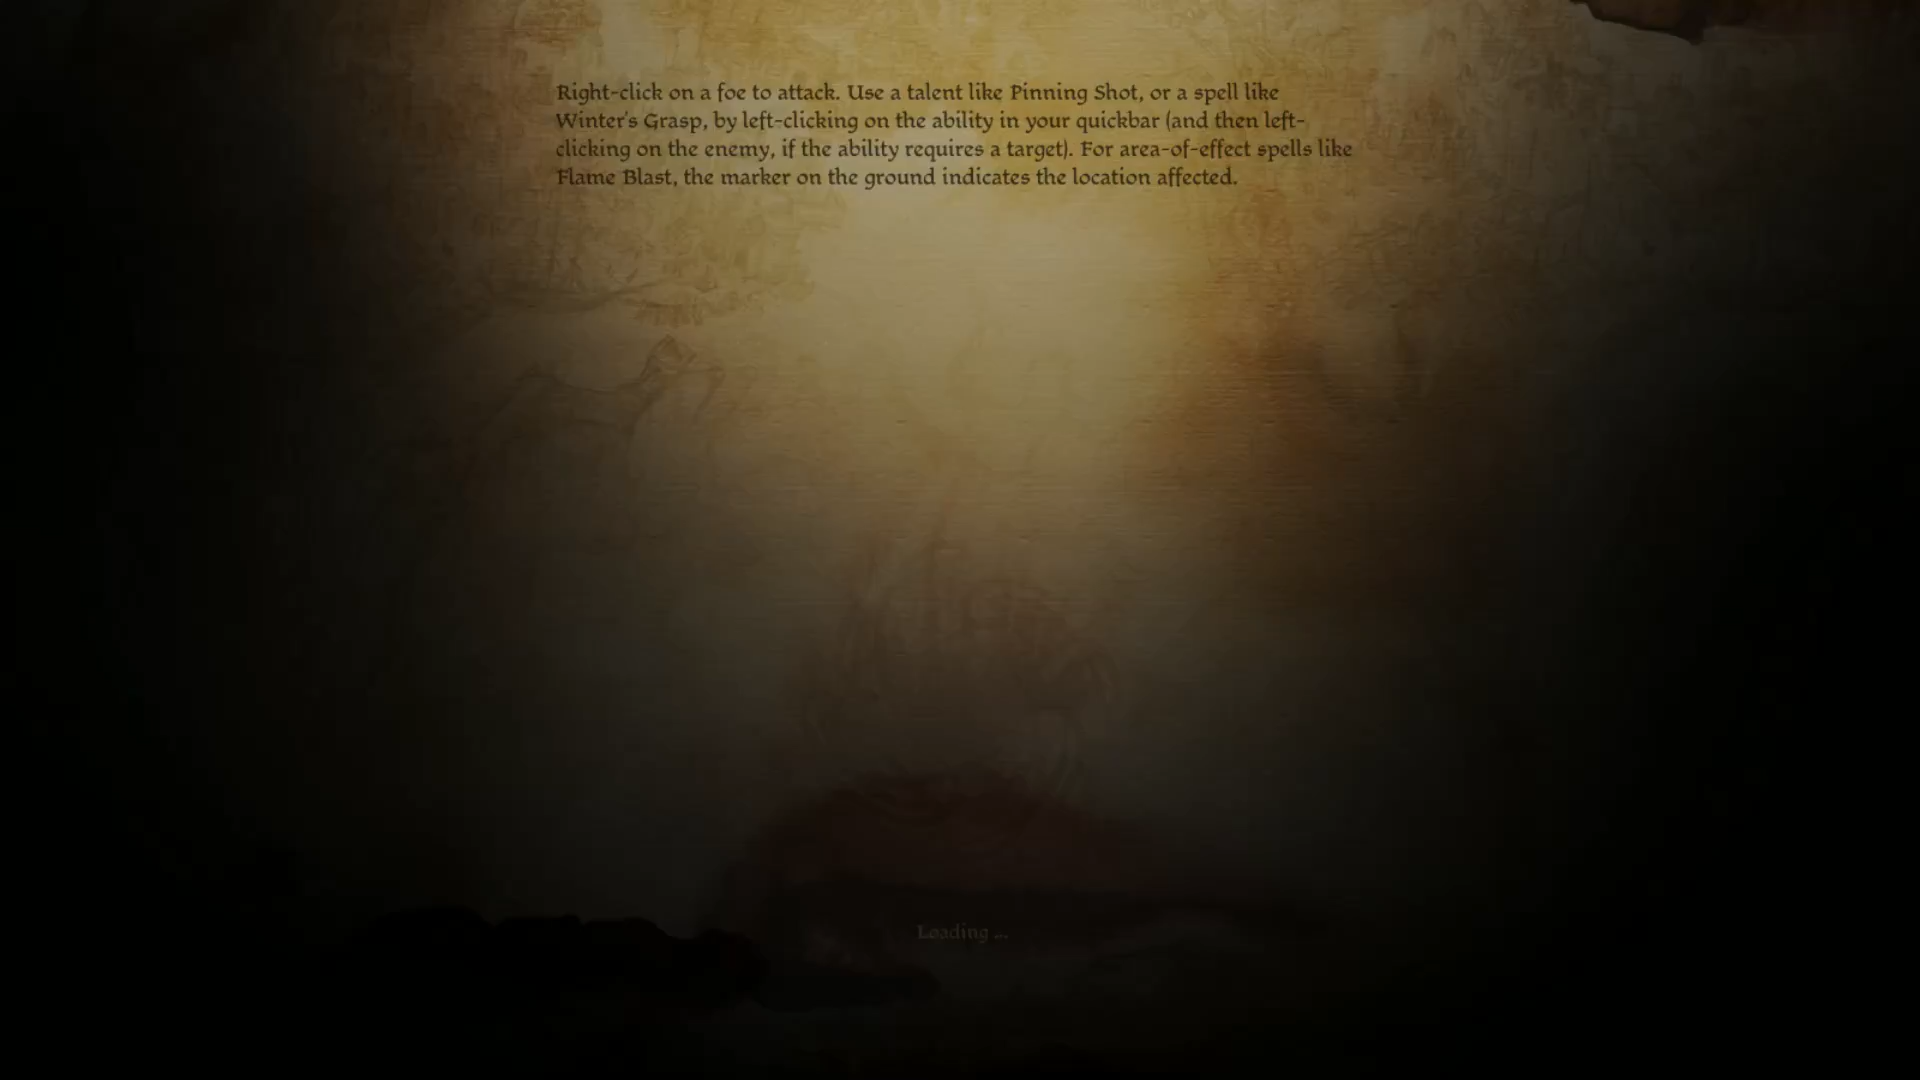 Right-click on a foe to attack. Use a talent like Pinning Shot, or a spell like
Winter's Grasp, by left-clicking on the ability in your quickbar (and then left-
clicking on the enemy, if the ability requires a target). For area-of-effect spells like
Flame Blast, the marker on the ground indicates the location affected.
Loading ...